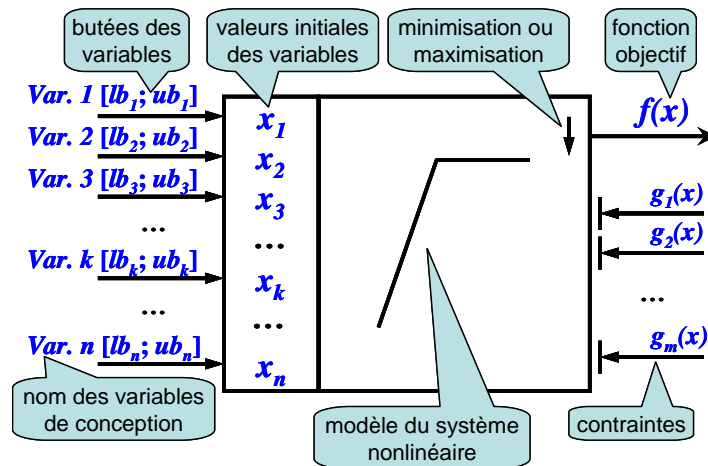 butées des
variables
valeurs initiales
des variables
minimisation ou
maximisation
fonction
objectif
Var. 1 [lb1; ub1]
Var. 2 [lb2; ub2]
Var. 3 [lb3; ub3]
...
Var. k [lbk; ubk]
...
Var. n [lbn; ubn]
x1
x2
x3
...
xk
...
xn
f(x)
g1(x)
g2(x)
...
gm(x)
nom des variables
de conception
modèle du système
nonlinéaire
contraintes